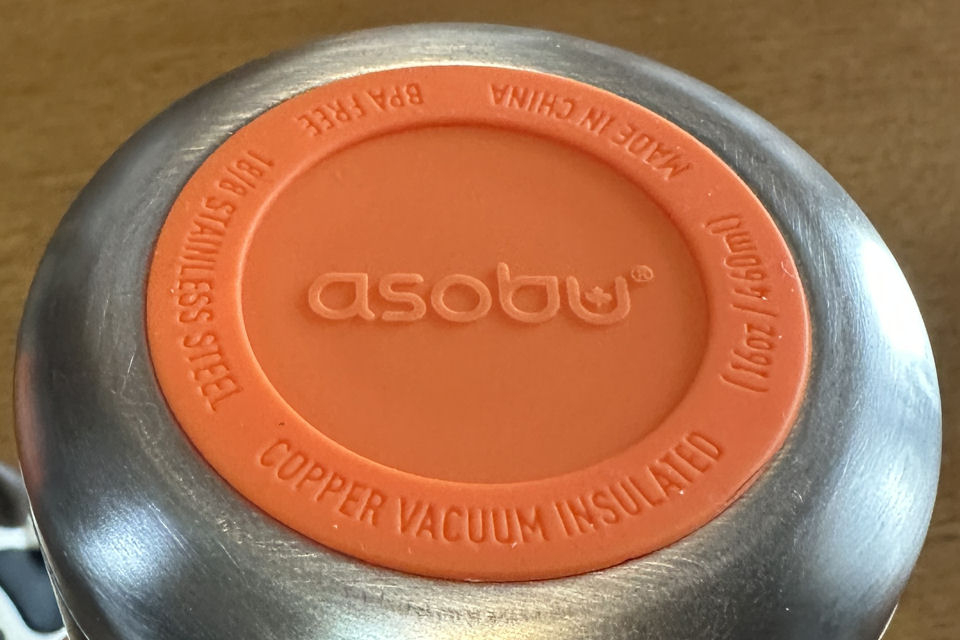 asobu®
COPPER VACUUM INSULATED
(16oz / 460ml)
MADE IN CHINA
BPA FREE
18/8 STAINLESS STEEL